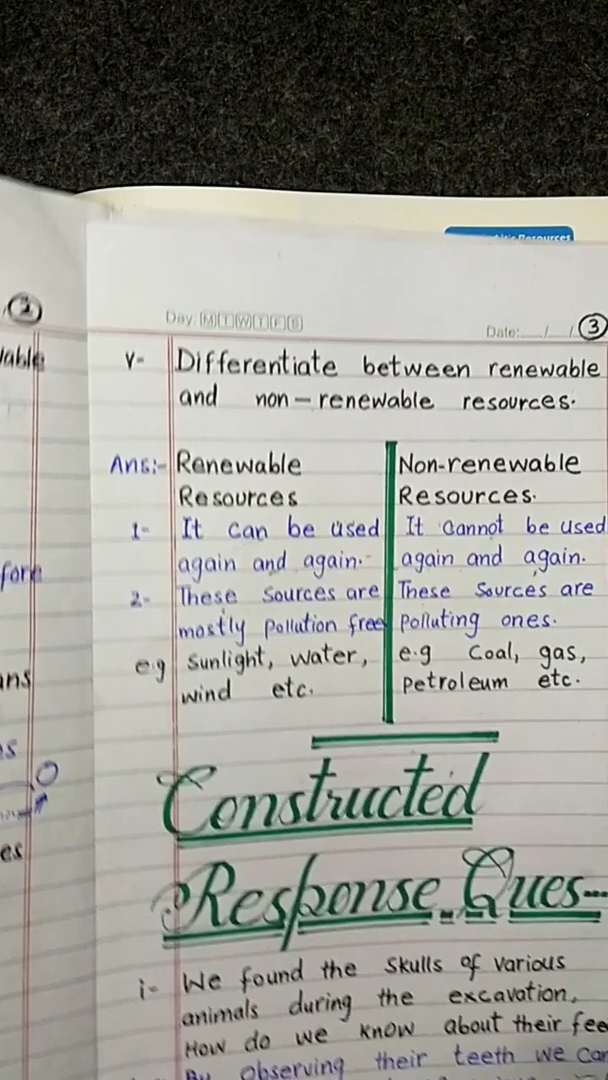 Resources
2
Day: M T W T F S
Date: / /
3
v- Differentiate between renewable
and non-renewable resources.
Ans:- Renewable
Resources
1- It can be used
again and again.
2- These Sources are
mostly pollution free
e.g Sunlight, water,
wind etc.
Non-renewable
Resources.
It cannot be used
again and again.
These Sources are
Polluting ones.
e.g Coal, gas,
Petroleum etc.
Constructed
Response Ques...
i- We found the skulls of various
animals during the excavation.
How do we know about their fee
By observing their teeth we can